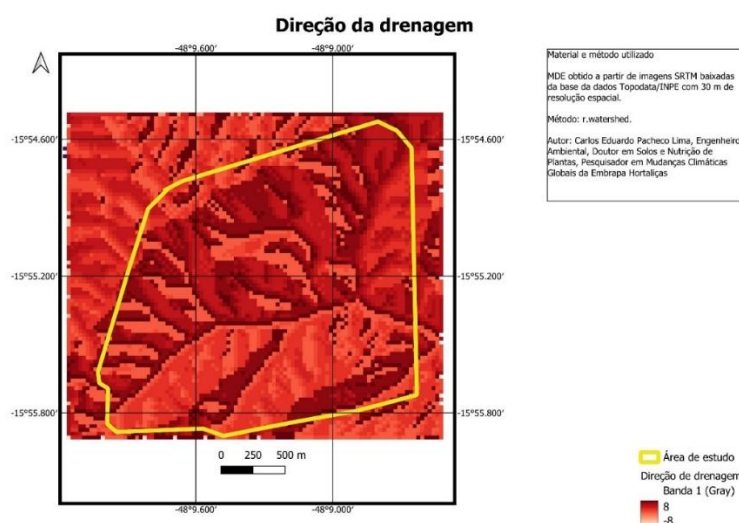 Direção da drenagem
-48°9.600' -48°9.000'
Material e método utilizado
MDE obtido a partir de imagens SRTM baixadas
da base da dados Topodata/INPE com 30 m de
resolução espacial.
Método: r.watershed.
Autor: Carlos Eduardo Pacheco Lima, Engenheiro
Ambiental, Doutor em Solos e Nutrição de
Plantas, Pesquisador em Mudanças Climáticas
Globais da Embrapa Hortaliças
-15°54.600' -15°54.600'
-15°55.200' -15°55.200'
-15°55.800' -15°55.800'
0 250 500 m
-48°9.600' -48°9.000'
Área de estudo
Direção de drenagem
Banda 1 (Gray)
8
-8